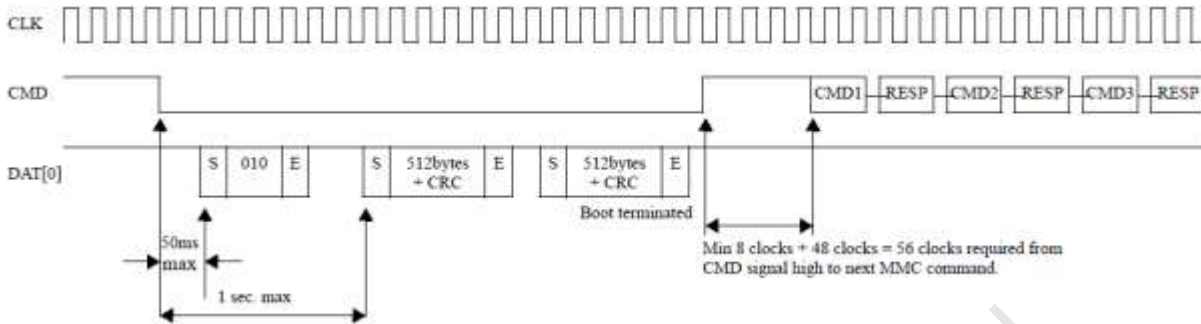 CLK
CMD
CMD1 RESP CMD2 RESP CMD3 RESP
DAT[0]
S 010 E S 512bytes E S 512bytes E
+ CRC + CRC
Boot terminated
50ms
max
Min 8 clocks + 48 clocks = 56 clocks required from
CMD signal high to next MMC command.
1 sec. max